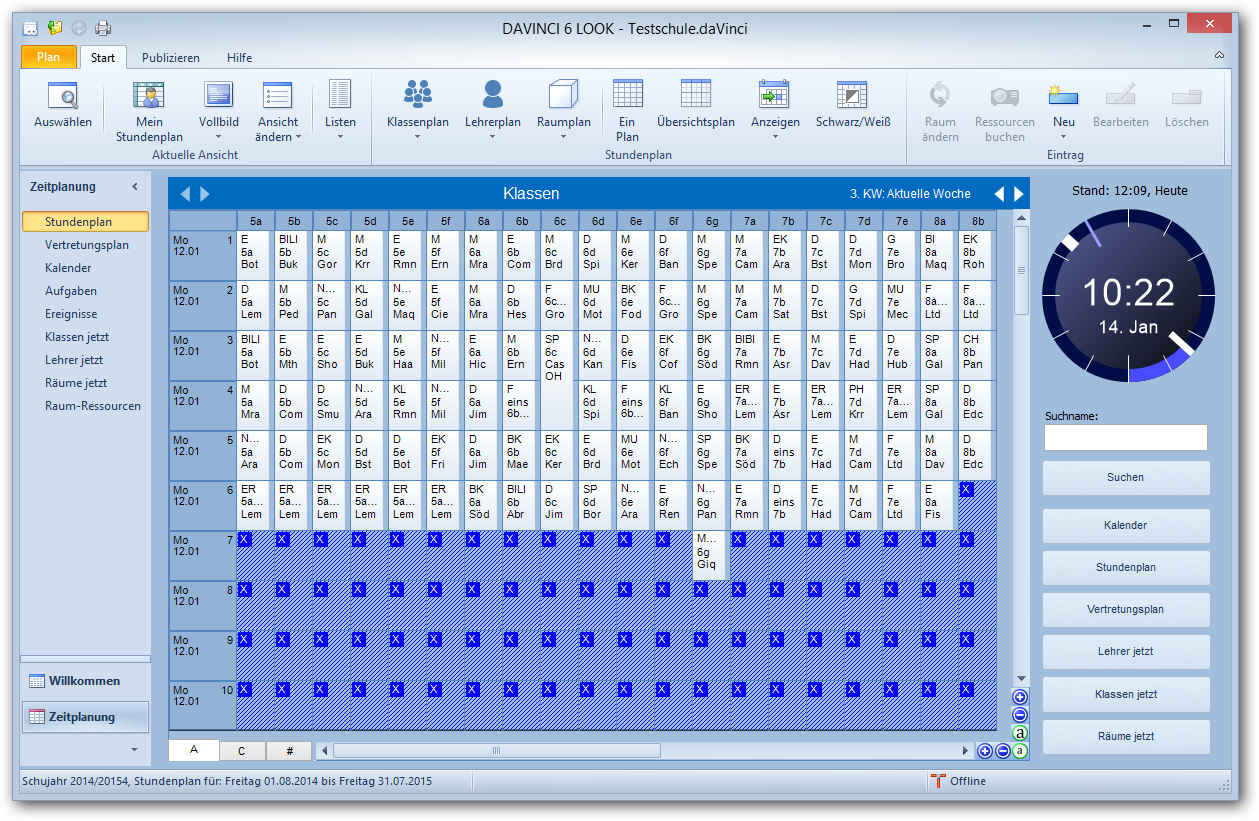 DAVINCI 6 LOOK - Testschule.daVinci
Plan Start Publizieren Hilfe
Auswählen Mein Stundenplan Vollbild Ansicht ändern Listen Klassenplan Lehrerplan Raumplan Ein Plan Übersichtsplan Anzeigen Schwarz/Weiß Raum ändern Ressourcen buchen Neu Bearbeiten Löschen
Aktuelle Ansicht Stundenplan Eintrag
Zeitplanung
Stundenplan
Vertretungsplan
Kalender
Aufgaben
Ereignisse
Klassen jetzt
Lehrer jetzt
Räume jetzt
Raum-Ressourcen
Willkommen
Zeitplanung
Klassen 3. KW: Aktuelle Woche
5a 5b 5c 5d 5e 5f 6a 6b 6c 6d 6e 6f 6g 7a 7b 7c 7d 7e 8a 8b
Mo 1 E BILI M M E M M E M D M D M M EK D D G BI EK
12.01 5a 5b 5c 5d 5e 5f 6a 6b 6c 6d 6e 6f 6g 7a 7b 7c 7d 7e 8a 8b
Bot Buk Gor Krr Rmn Ern Mra Com Brd Spi Ker Ban Spe Cam Ara Bst Mon Bro Maq Roh
Mo 2 D M N... KL N... E M D F MU BK F M M M D G MU F F
12.01 5a 5b 5c 5d 5e 5f 6a 6b 6c... 6d 6e 6c... 6g 7a 7b 7c 7d 7e 8a... 8a...
Lem Ped Pan Gal Maq Cie Mra Hes Gro Mot Fod Gro Spe Cam Sat Bst Spi Mec Ltd Ltd
Mo 3 BILI E E E M N... E M SP N... D EK BK BIBI E M E D SP CH
12.01 5a 5b 5c 5d 5e 5f 6a 6b 6c 6d 6e 6f 6g 7a 7b 7c 7d 7e 8a 8b
Bot Mth Sho Buk Haa Mil Hic Ern Cas Kan Fis Cof Söd Rmn Asr Dav Had Hub Gal Pan
OH
Mo 4 M D D N... KL N... D F KL F KL E E E ER PH ER SP D
12.01 5a 5b 5c 5d 5e 5f 6a eins 6d eins 6f 6g 7a... 7b 7a... 7d 7a... 8a 8b
Mra Com Smu Ara Rmn Mil Jim 6b... Spi 6b... Ban Sho Lem Asr Lem Krr Lem Gal Edc
Mo 5 N... D EK D D EK D BK EK E MU N... SP BK D E M F M D
12.01 5a 5b 5c 5d 5e 5f 6a 6b 6c 6d 6e 6f 6g 7a eins 7c 7d 7e 8a 8b
Ara Com Mon Bst Bot Fri Jim Mae Ker Brd Mot Ech Spe Söd 7b Had Cam Ltd Dav Edc
Mo 6 ER ER ER ER ER ER BK BILI D SP N... E N... E D E M F E X
12.01 5a... 5a... 5a... 5a... 5a... 5a... 6a 6b 6c 6d 6e 6f 6g 7a eins 7c 7d 7e 8a
Lem Lem Lem Lem Lem Lem Söd Abr Jim Bor Ara Ren Pan Rmn 7b Had Cam Ltd Fis
Mo 7 X X X X X X X X X X X X M... X X X X X X X
12.01 6g
Giq
Mo 8 X X X X X X X X X X X X X X X X X X X X
12.01
Mo 9 X X X X X X X X X X X X X X X X X X X X
12.01
Mo 10 X X X X X X X X X X X X X X X X X X X X
12.01
A C #
a
a
Stand: 12:09, Heute
10:22
14. Jan
Suchname:
Suchen
Kalender
Stundenplan
Vertretungsplan
Lehrer jetzt
Klassen jetzt
Räume jetzt
Schujahr 2014/20154, Stundenplan für: Freitag 01.08.2014 bis Freitag 31.07.2015
Offline